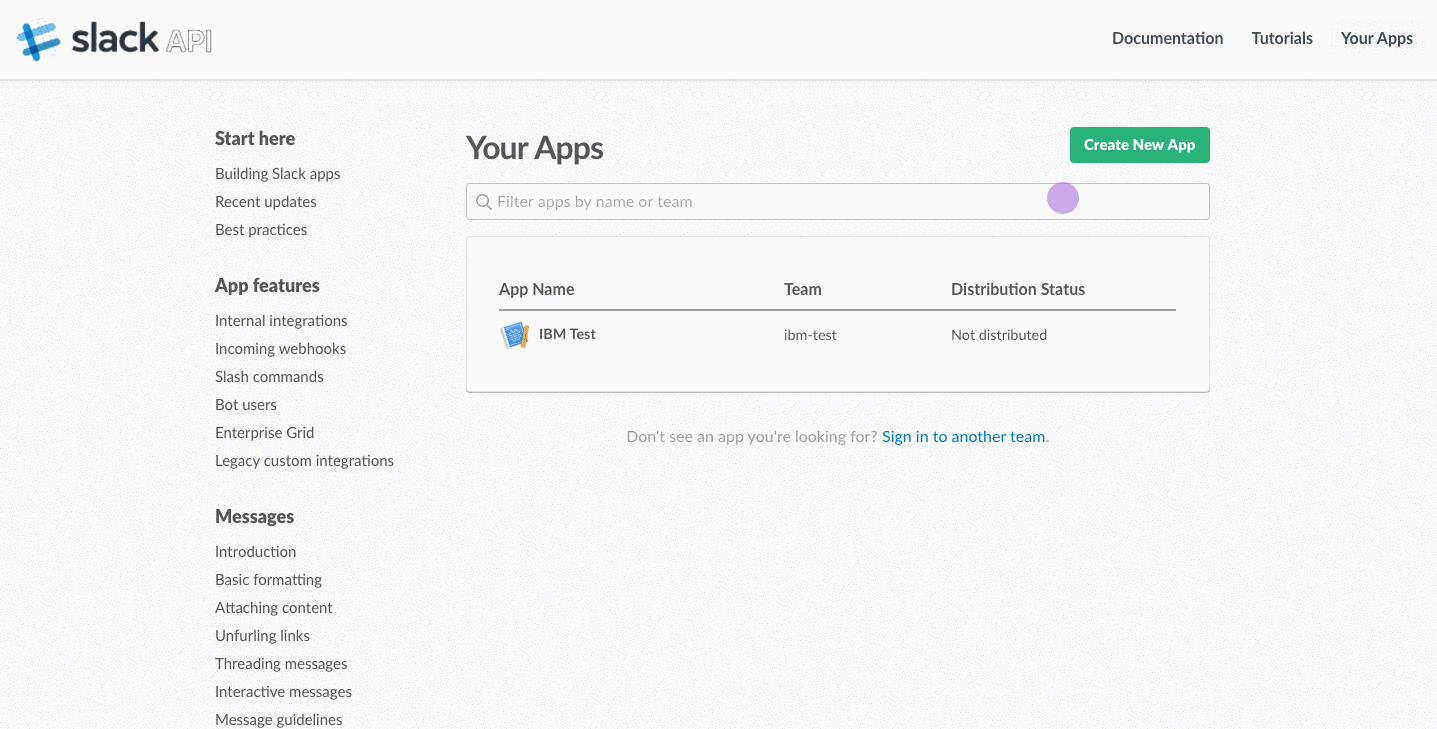 slack API
Documentation Tutorials Your Apps
Start here
Building Slack apps
Recent updates
Best practices
App features
Internal integrations
Incoming webhooks
Slash commands
Bot users
Enterprise Grid
Legacy custom integrations
Messages
Introduction
Basic formatting
Attaching content
Unfurling links
Threading messages
Interactive messages
Message guidelines
Your Apps
Create New App
Filter apps by name or team
App Name Team Distribution Status
IBM Test ibm-test Not distributed
Don't see an app you're looking for? Sign in to another team.